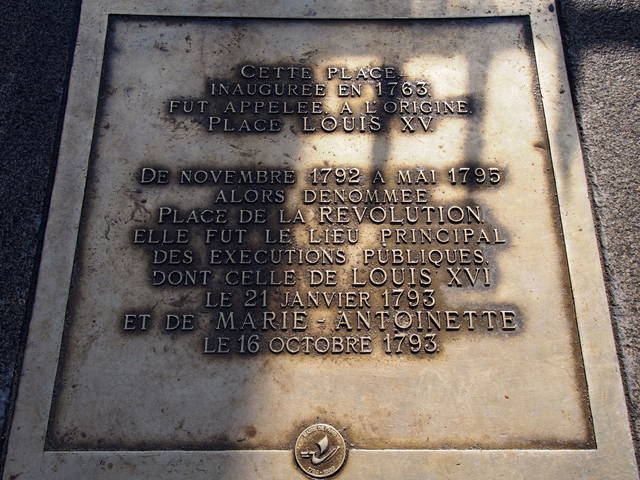 CETTE PLACE
INAUGUREE EN 1763,
FUT APPELEE A L'ORIGINE
PLACE LOUIS XV.
DE NOVEMBRE 1792 A MAI 1795
ALORS DENOMMEE
PLACE DE LA REVOLUTION,
ELLE FUT LE LIEU PRINCIPAL
DES EXECUTIONS PUBLIQUES,
DONT CELLE DE LOUIS XVI
LE 21 JANVIER 1793
ET DE MARIE-ANTOINETTE
LE 16 OCTOBRE 1793.